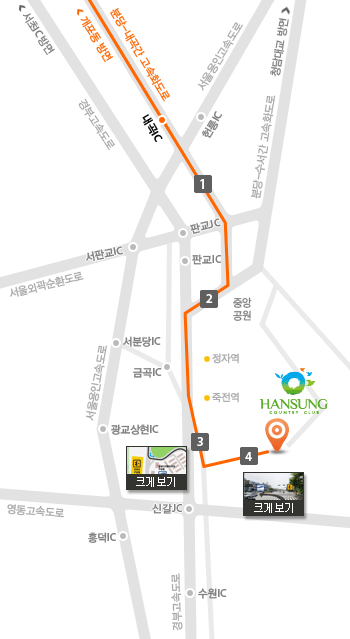 서초IC방면
개포동 방면
분당~내곡간 고속화도로
서울용인고속도로
청담대교 방면
경부고속도로
내곡IC
헌릉IC
분당~수서간 고속화도로
1
판교JC
서판교IC
판교IC
서울외곽순환도로
2
중앙
공원
서분당IC
정자역
금곡IC
서울용인고속도로
죽전역
HANSUNG
COUNTRY CLUB
광교상현IC
3
4
크게 보기
크게 보기
영동고속도로
신갈JC
흥덕IC
수원IC
경부고속도로